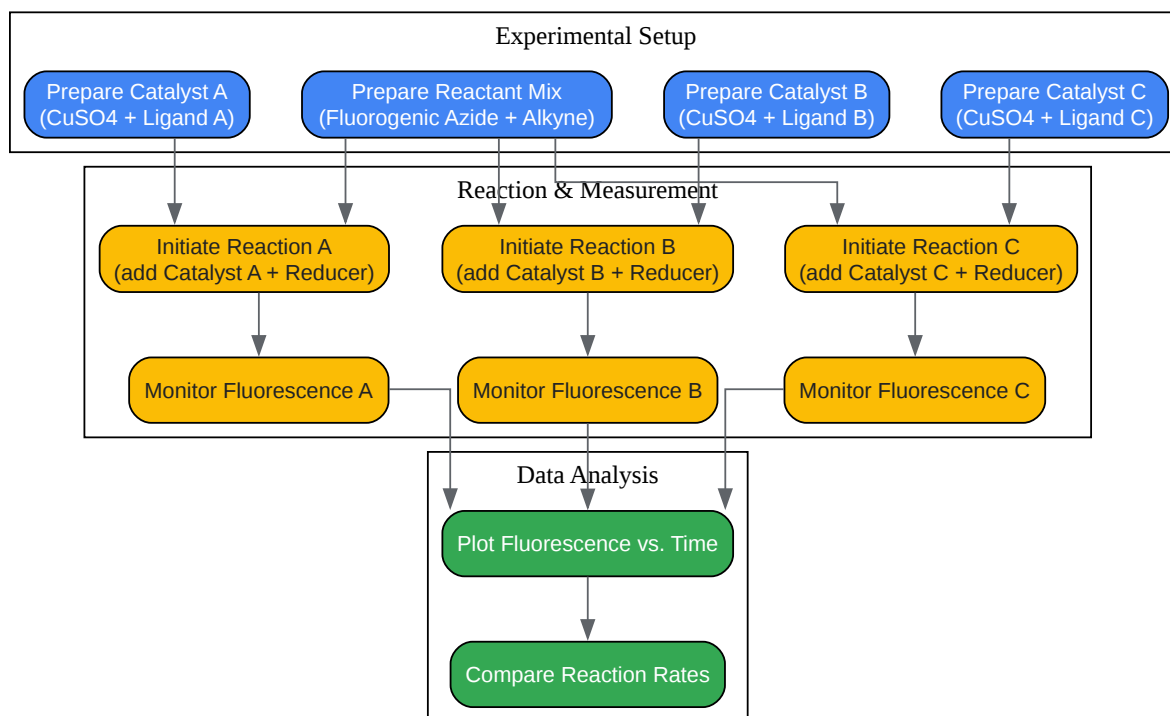 Experimental Setup
Prepare Catalyst A
(CuSO4 + Ligand A)
Prepare Reactant Mix
(Fluorogenic Azide + Alkyne)
Prepare Catalyst B
(CuSO4 + Ligand B)
Prepare Catalyst C
(CuSO4 + Ligand C)
Reaction & Measurement
Initiate Reaction A
(add Catalyst A + Reducer)
Initiate Reaction B
(add Catalyst B + Reducer)
Initiate Reaction C
(add Catalyst C + Reducer)
Monitor Fluorescence A
Monitor Fluorescence B
Monitor Fluorescence C
Data Analysis
Plot Fluorescence vs. Time
Compare Reaction Rates